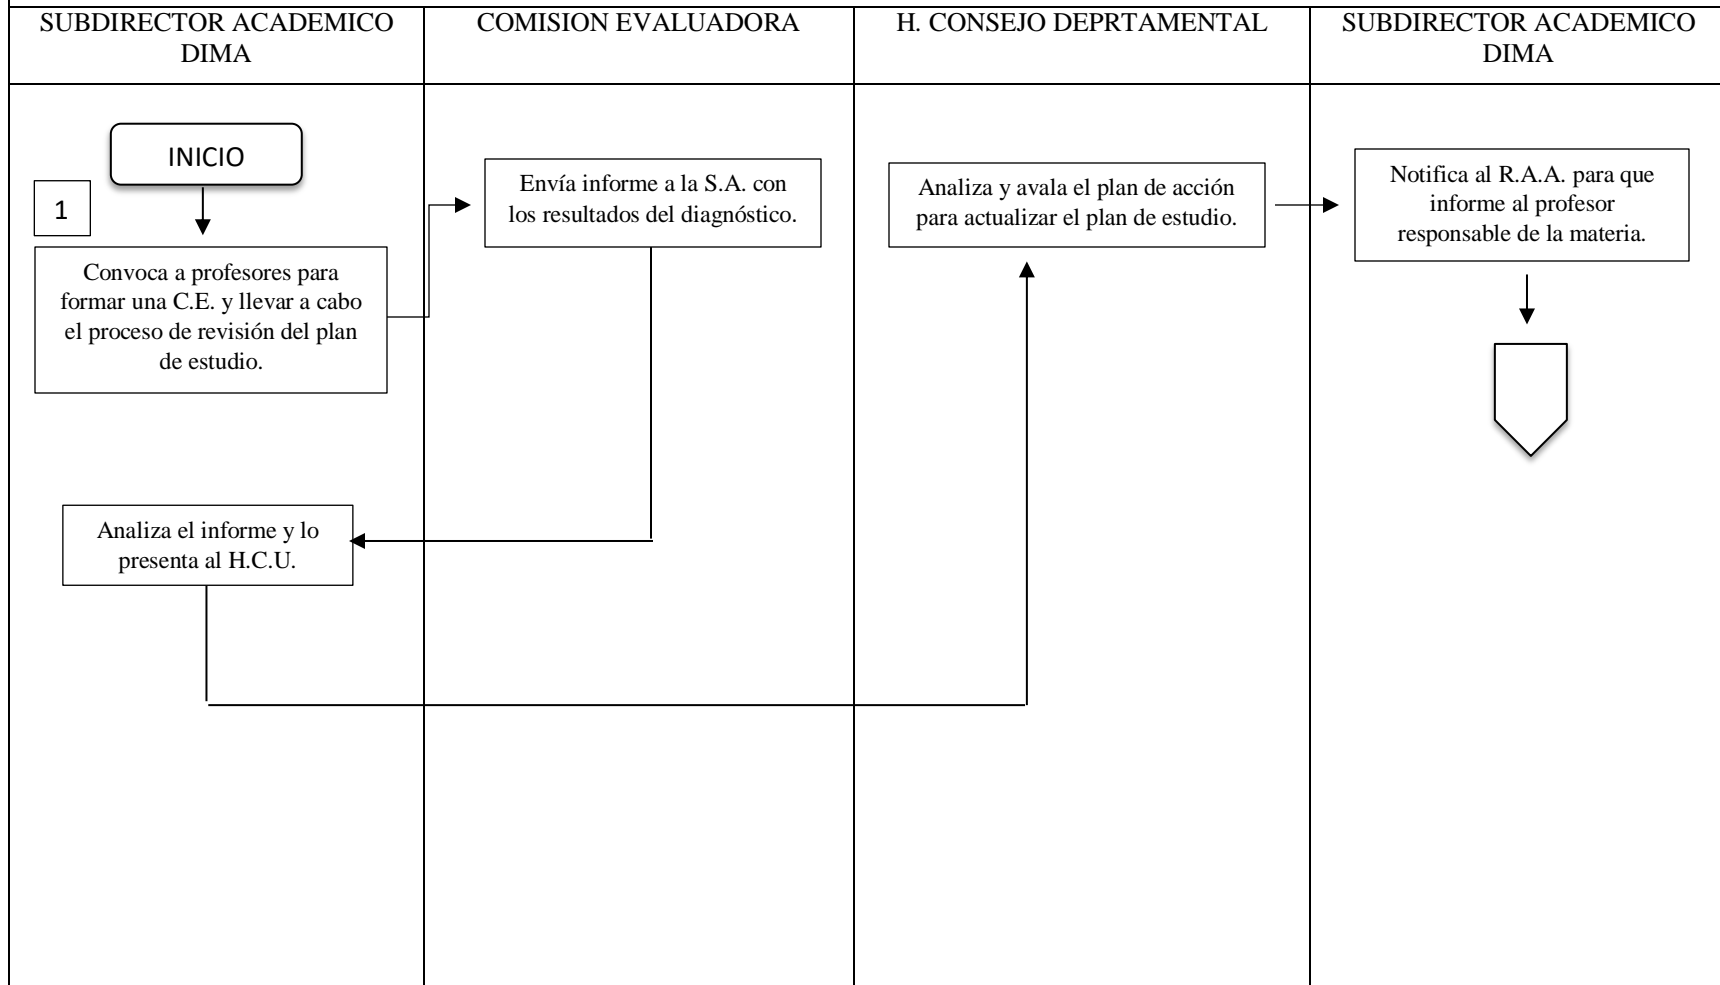 SUBDIRECTOR ACADEMICO
DIMA
COMISION EVALUADORA
H. CONSEJO DEPRTAMENTAL
SUBDIRECTOR ACADEMICO
DIMA
INICIO
1
Convoca a profesores para
formar una C.E. y llevar a cabo
el proceso de revisión del plan
de estudio.
Envía informe a la S.A. con
los resultados del diagnóstico.
Analiza el informe y lo
presenta al H.C.U.
Analiza y avala el plan de acción
para actualizar el plan de estudio.
Notifica al R.A.A. para que
informe al profesor
responsable de la materia.